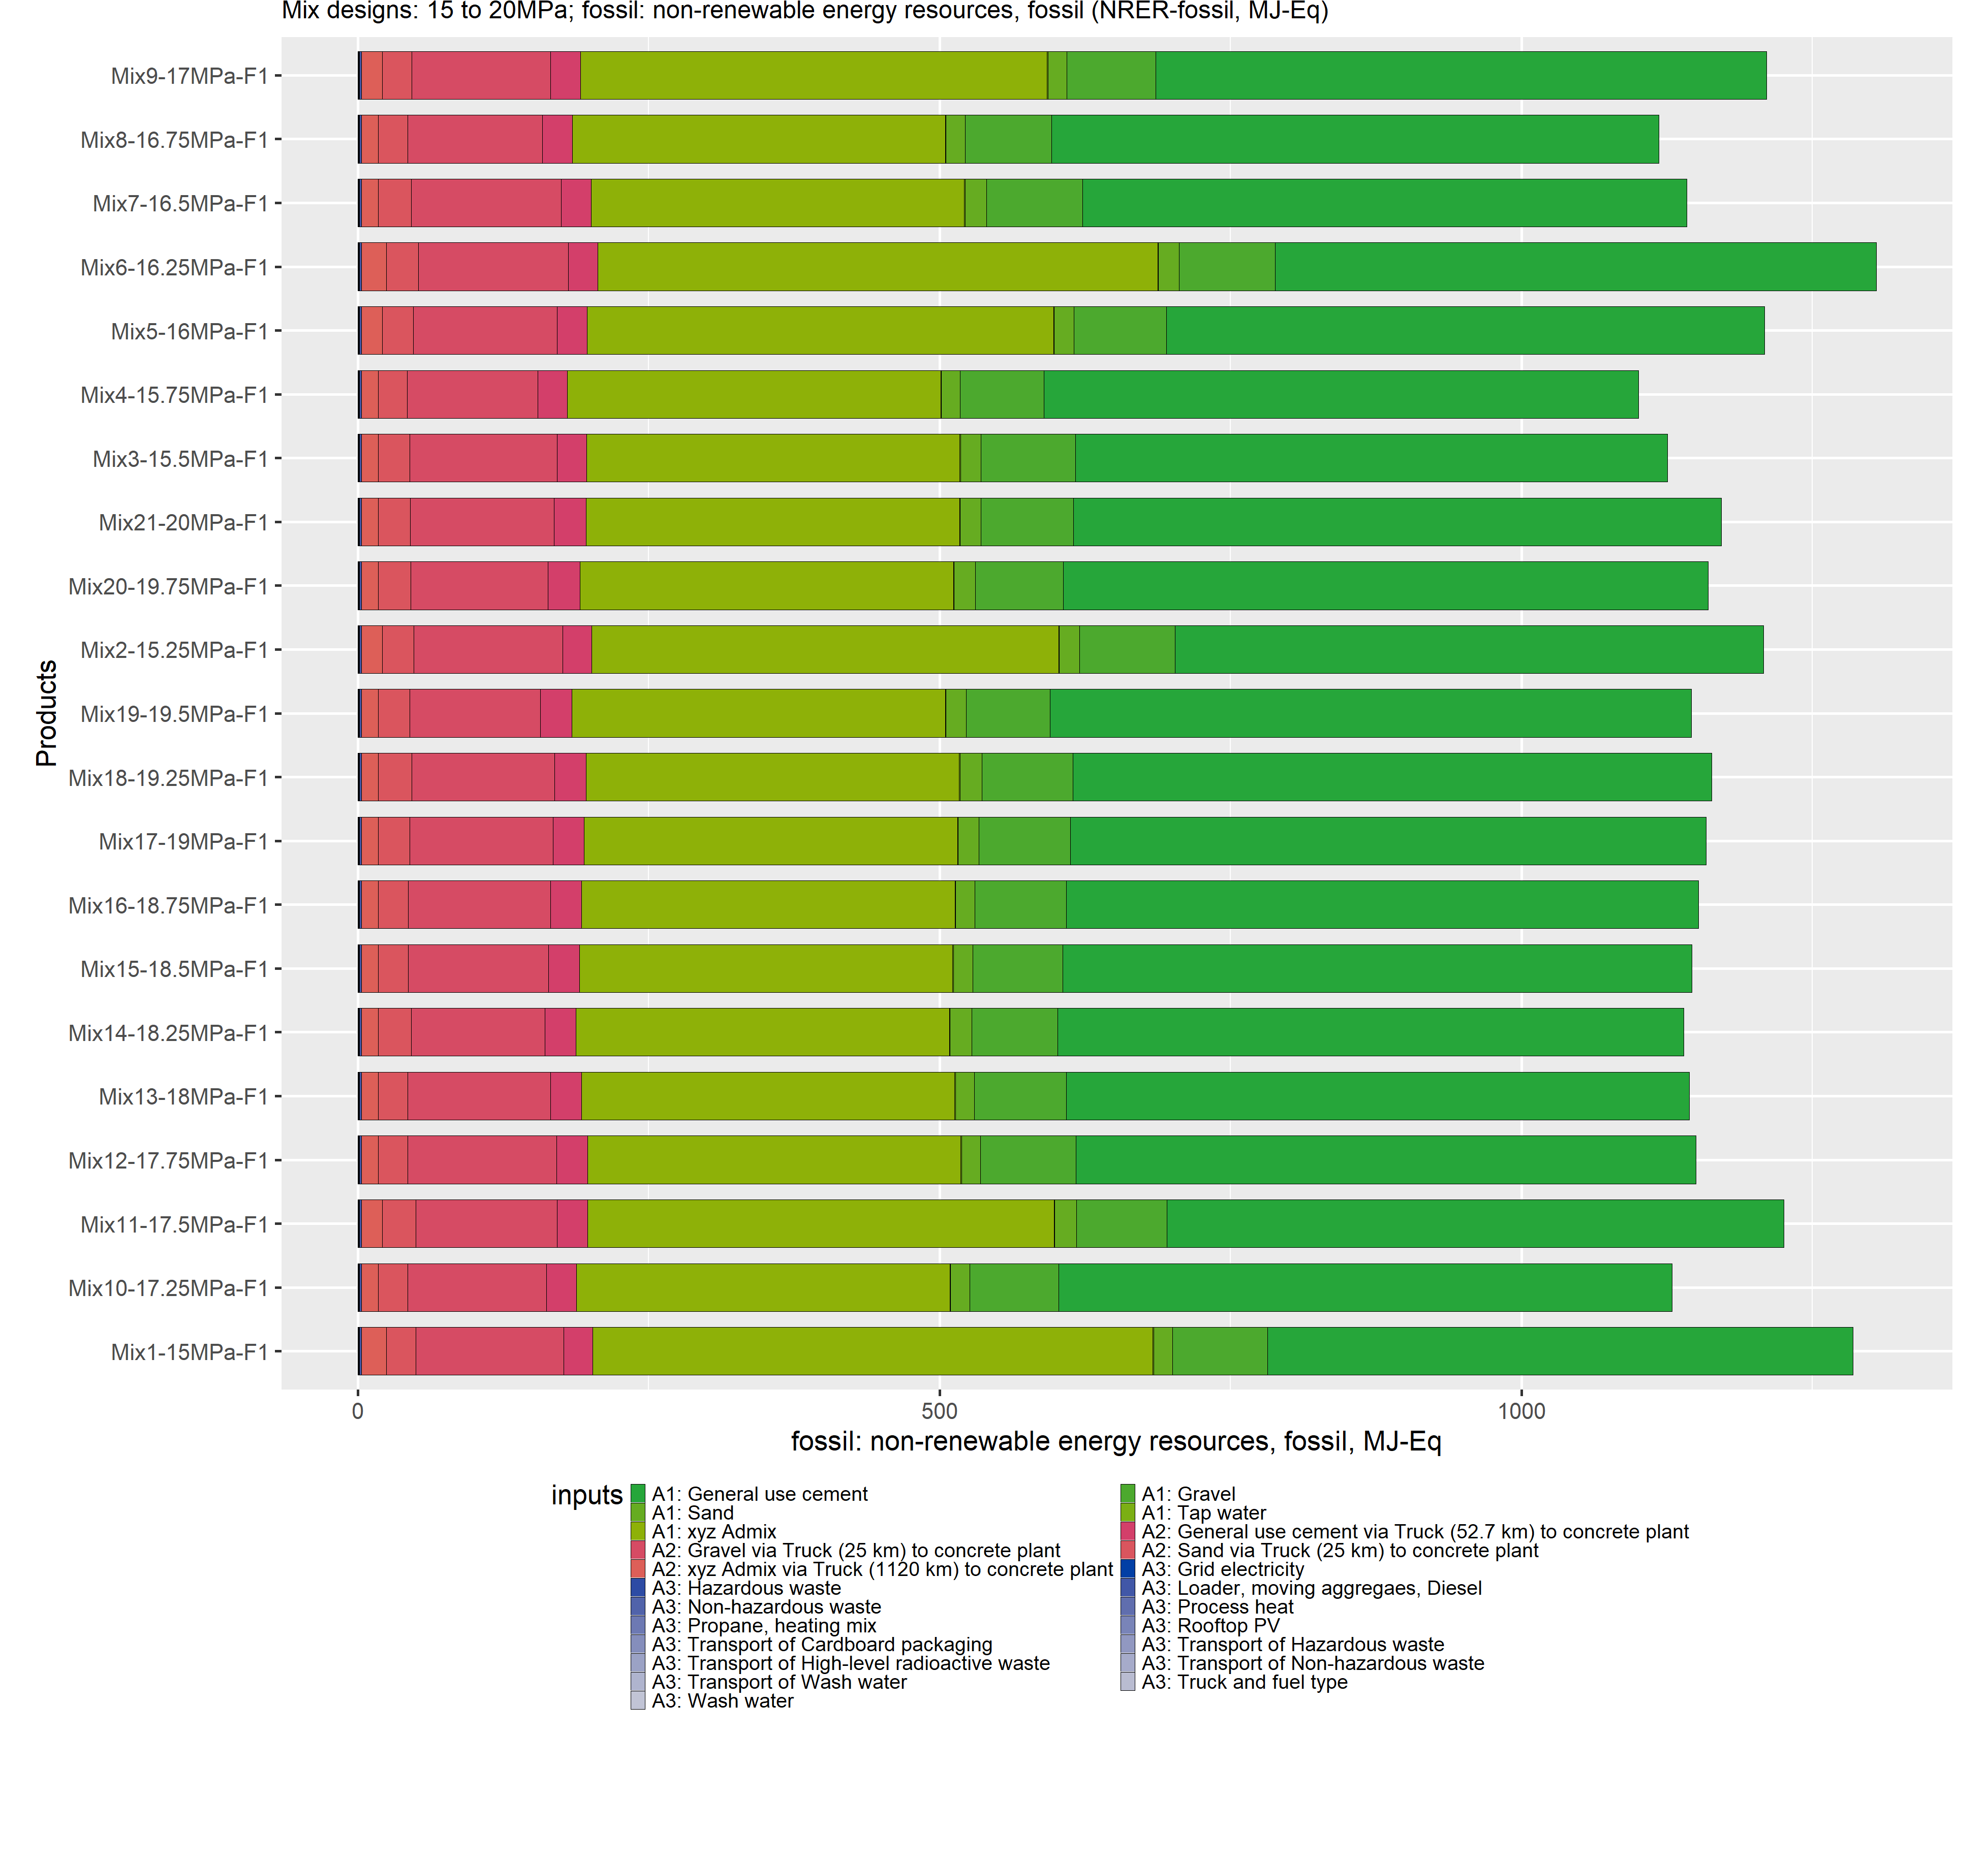 Mix designs: 15 to 20MPa; fossil: non-renewable energy resources, fossil (NRER-fossil, MJ-Eq)
Products
Mix9-17MPa-F1
Mix8-16.75MPa-F1
Mix7-16.5MPa-F1
Mix6-16.25MPa-F1
Mix5-16MPa-F1
Mix4-15.75MPa-F1
Mix3-15.5MPa-F1
Mix21-20MPa-F1
Mix20-19.75MPa-F1
Mix2-15.25MPa-F1
Mix19-19.5MPa-F1
Mix18-19.25MPa-F1
Mix17-19MPa-F1
Mix16-18.75MPa-F1
Mix15-18.5MPa-F1
Mix14-18.25MPa-F1
Mix13-18MPa-F1
Mix12-17.75MPa-F1
Mix11-17.5MPa-F1
Mix10-17.25MPa-F1
Mix1-15MPa-F1
0 500 1000
fossil: non-renewable energy resources, fossil, MJ-Eq
inputs
A1: General use cement A1: Gravel
A1: Sand A1: Tap water
A1: xyz Admix A2: General use cement via Truck (52.7 km) to concrete plant
A2: Gravel via Truck (25 km) to concrete plant A2: Sand via Truck (25 km) to concrete plant
A2: xyz Admix via Truck (1120 km) to concrete plant A3: Grid electricity
A3: Hazardous waste A3: Loader, moving aggregaes, Diesel
A3: Non-hazardous waste A3: Process heat
A3: Propane, heating mix A3: Rooftop PV
A3: Transport of Cardboard packaging A3: Transport of Hazardous waste
A3: Transport of High-level radioactive waste A3: Transport of Non-hazardous waste
A3: Transport of Wash water A3: Truck and fuel type
A3: Wash water